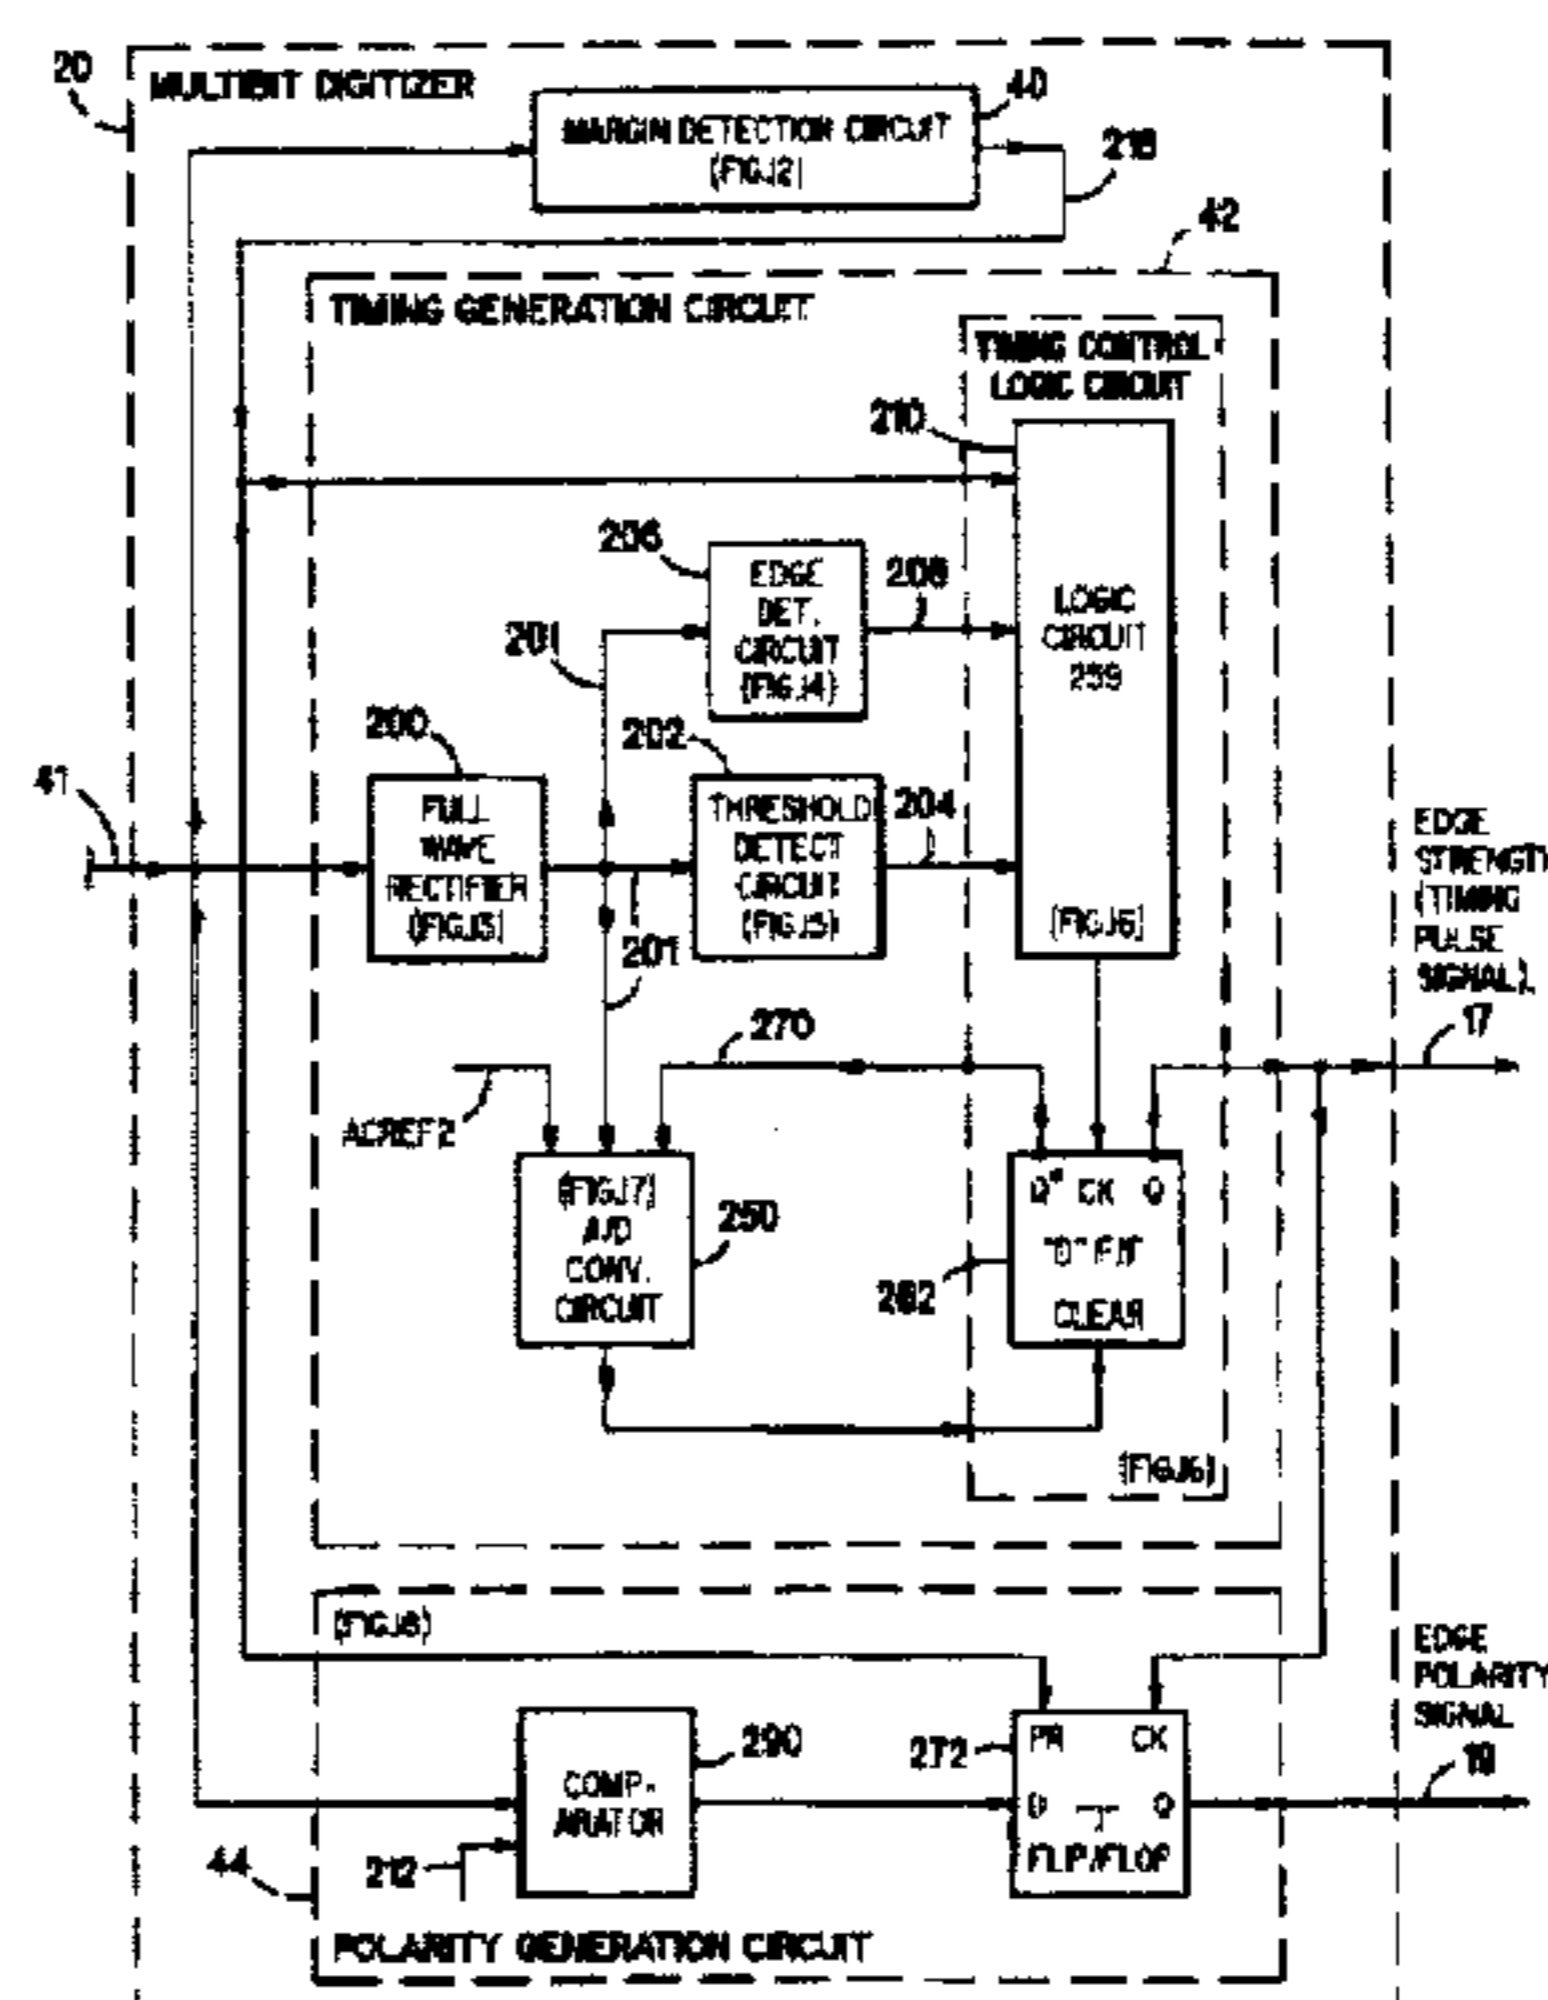 20
MULTIBIT DIGITIZER
40
MARGIN DETECTION CIRCUIT
(FIG.12)
218
42
TIMING GENERATION CIRCUIT
TIMING CONTROL
LOGIC CIRCUIT
210
206
EDGE
DET.
CIRCUIT
(FIG.14)
208
LOGIC
CIRCUIT
259
(FIG.16)
201
200
202
41
FULL
WAVE
RECTIFIER
(FIG.13)
THRESHOLD
DETECT
CIRCUIT
(FIG.15)
204
201
EDGE
STRENGTH
(TIMING
PULSE
SIGNAL).
17
270
ACREF2
(FIG.17)
A/D
CONV.
CIRCUIT
250
CK Q
"D" F/F
CLEAR
262
(FIG.16)
(FIG.18)
EDGE
POLARITY
SIGNAL
19
COMP-
ARATOR
290
272
PR CK
D Q
FLIP/FLOP
212
44
POLARITY GENERATION CIRCUIT